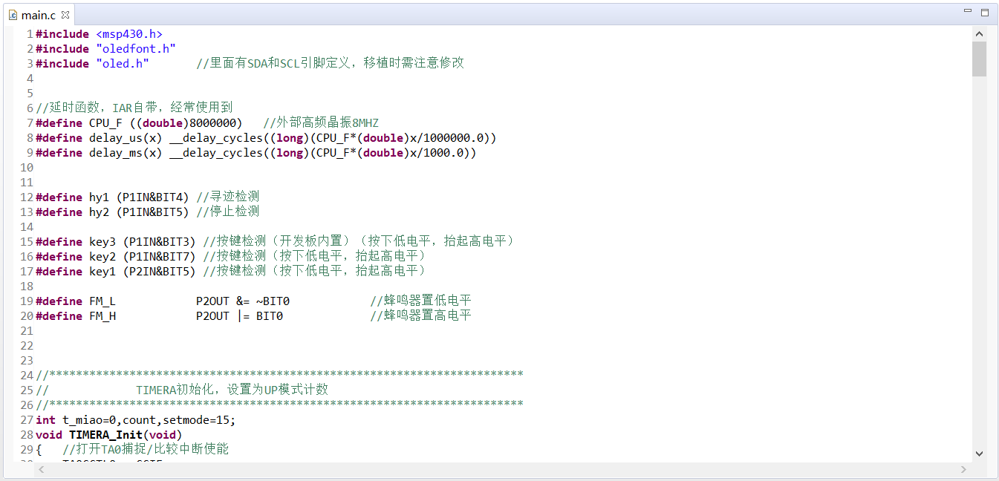 main.c
1 #include <msp430.h>
2 #include "oledfont.h"
3 #include "oled.h"       //里面有SDA和SCL引脚定义，移植时需注意修改
4
5
6 //延时函数，IAR自带，经常使用到
7 #define CPU_F ((double)8000000)   //外部高频晶振8MHZ
8 #define delay_us(x) __delay_cycles((long)(CPU_F*(double)x/1000000.0))
9 #define delay_ms(x) __delay_cycles((long)(CPU_F*(double)x/1000.0))
10
11
12 #define hy1 (P1IN&BIT4) //寻迹检测
13 #define hy2 (P1IN&BIT5) //停止检测
14
15 #define key3 (P1IN&BIT3) //按键检测（开发板内置）（按下低电平，抬起高电平）
16 #define key2 (P1IN&BIT7) //按键检测（按下低电平，抬起高电平）
17 #define key1 (P2IN&BIT5) //按键检测（按下低电平，抬起高电平）
18
19 #define FM_L            P2OUT &= ~BIT0            //蜂鸣器置低电平
20 #define FM_H            P2OUT |= BIT0             //蜂鸣器置高电平
21
22
23
24 //***********************************************************************
25 //             TIMERA初始化，设置为UP模式计数
26 //***********************************************************************
27 int t_miao=0,count,setmode=15;
28 void TIMERA_Init(void)
29 {   //打开TA0捕捉/比较中断使能